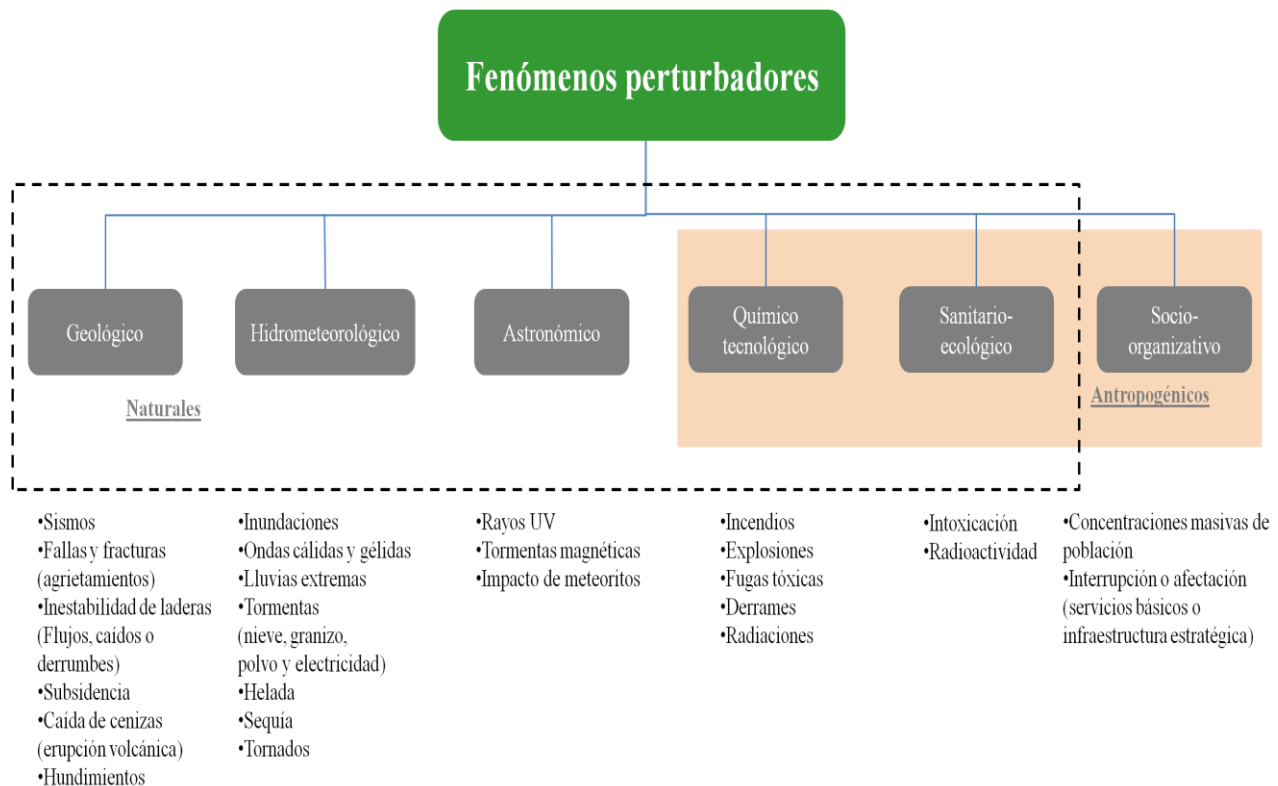 Fenómenos perturbadores
Geológico
Hidrometeorológico
Astronómico
Químico
tecnológico
Sanitario-
ecológico
Socio-
organizativo
Naturales
Antropogénicos
•Sismos
•Fallas y fracturas
(agrietamientos)
•Inestabilidad de laderas
(Flujos, caídos o
derrumbes)
•Subsidencia
•Caída de cenizas
(erupción volcánica)
•Hundimientos
•Inundaciones
•Ondas cálidas y gélidas
•Lluvias extremas
•Tormentas
(nieve, granizo,
polvo y electricidad)
•Helada
•Sequía
•Tornados
•Rayos UV
•Tormentas magnéticas
•Impacto de meteoritos
•Incendios
•Explosiones
•Fugas tóxicas
•Derrames
•Radiaciones
•Intoxicación
•Radioactividad
•Concentraciones masivas de
población
•Interrupción o afectación
(servicios básicos o
infraestructura estratégica)